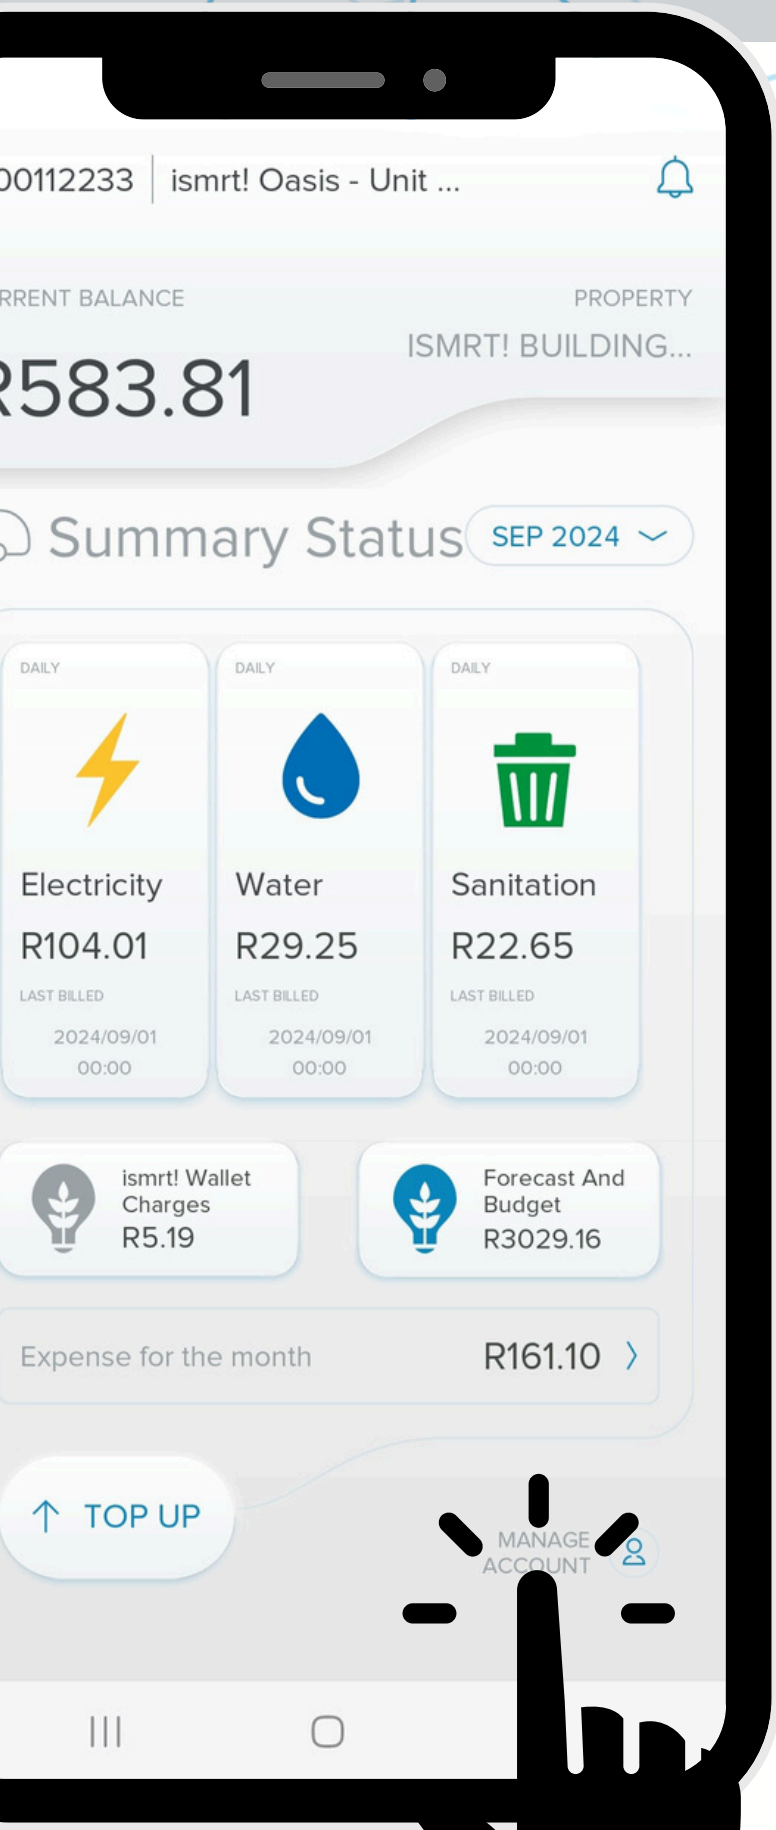 00112233 | ismrt! Oasis - Unit ...
RRENT BALANCE
PROPERTY
ISMRT! BUILDING...
R583.81
Summary Status
SEP 2024
DAILY
DAILY
DAILY
Electricity
Water
Sanitation
R104.01
R29.25
R22.65
LAST BILLED
LAST BILLED
LAST BILLED
2024/09/01
00:00
2024/09/01
00:00
2024/09/01
00:00
ismrt! Wallet
Charges
R5.19
Forecast And
Budget
R3029.16
Expense for the month
R161.10
TOP UP
MANAGE
ACCOUNT